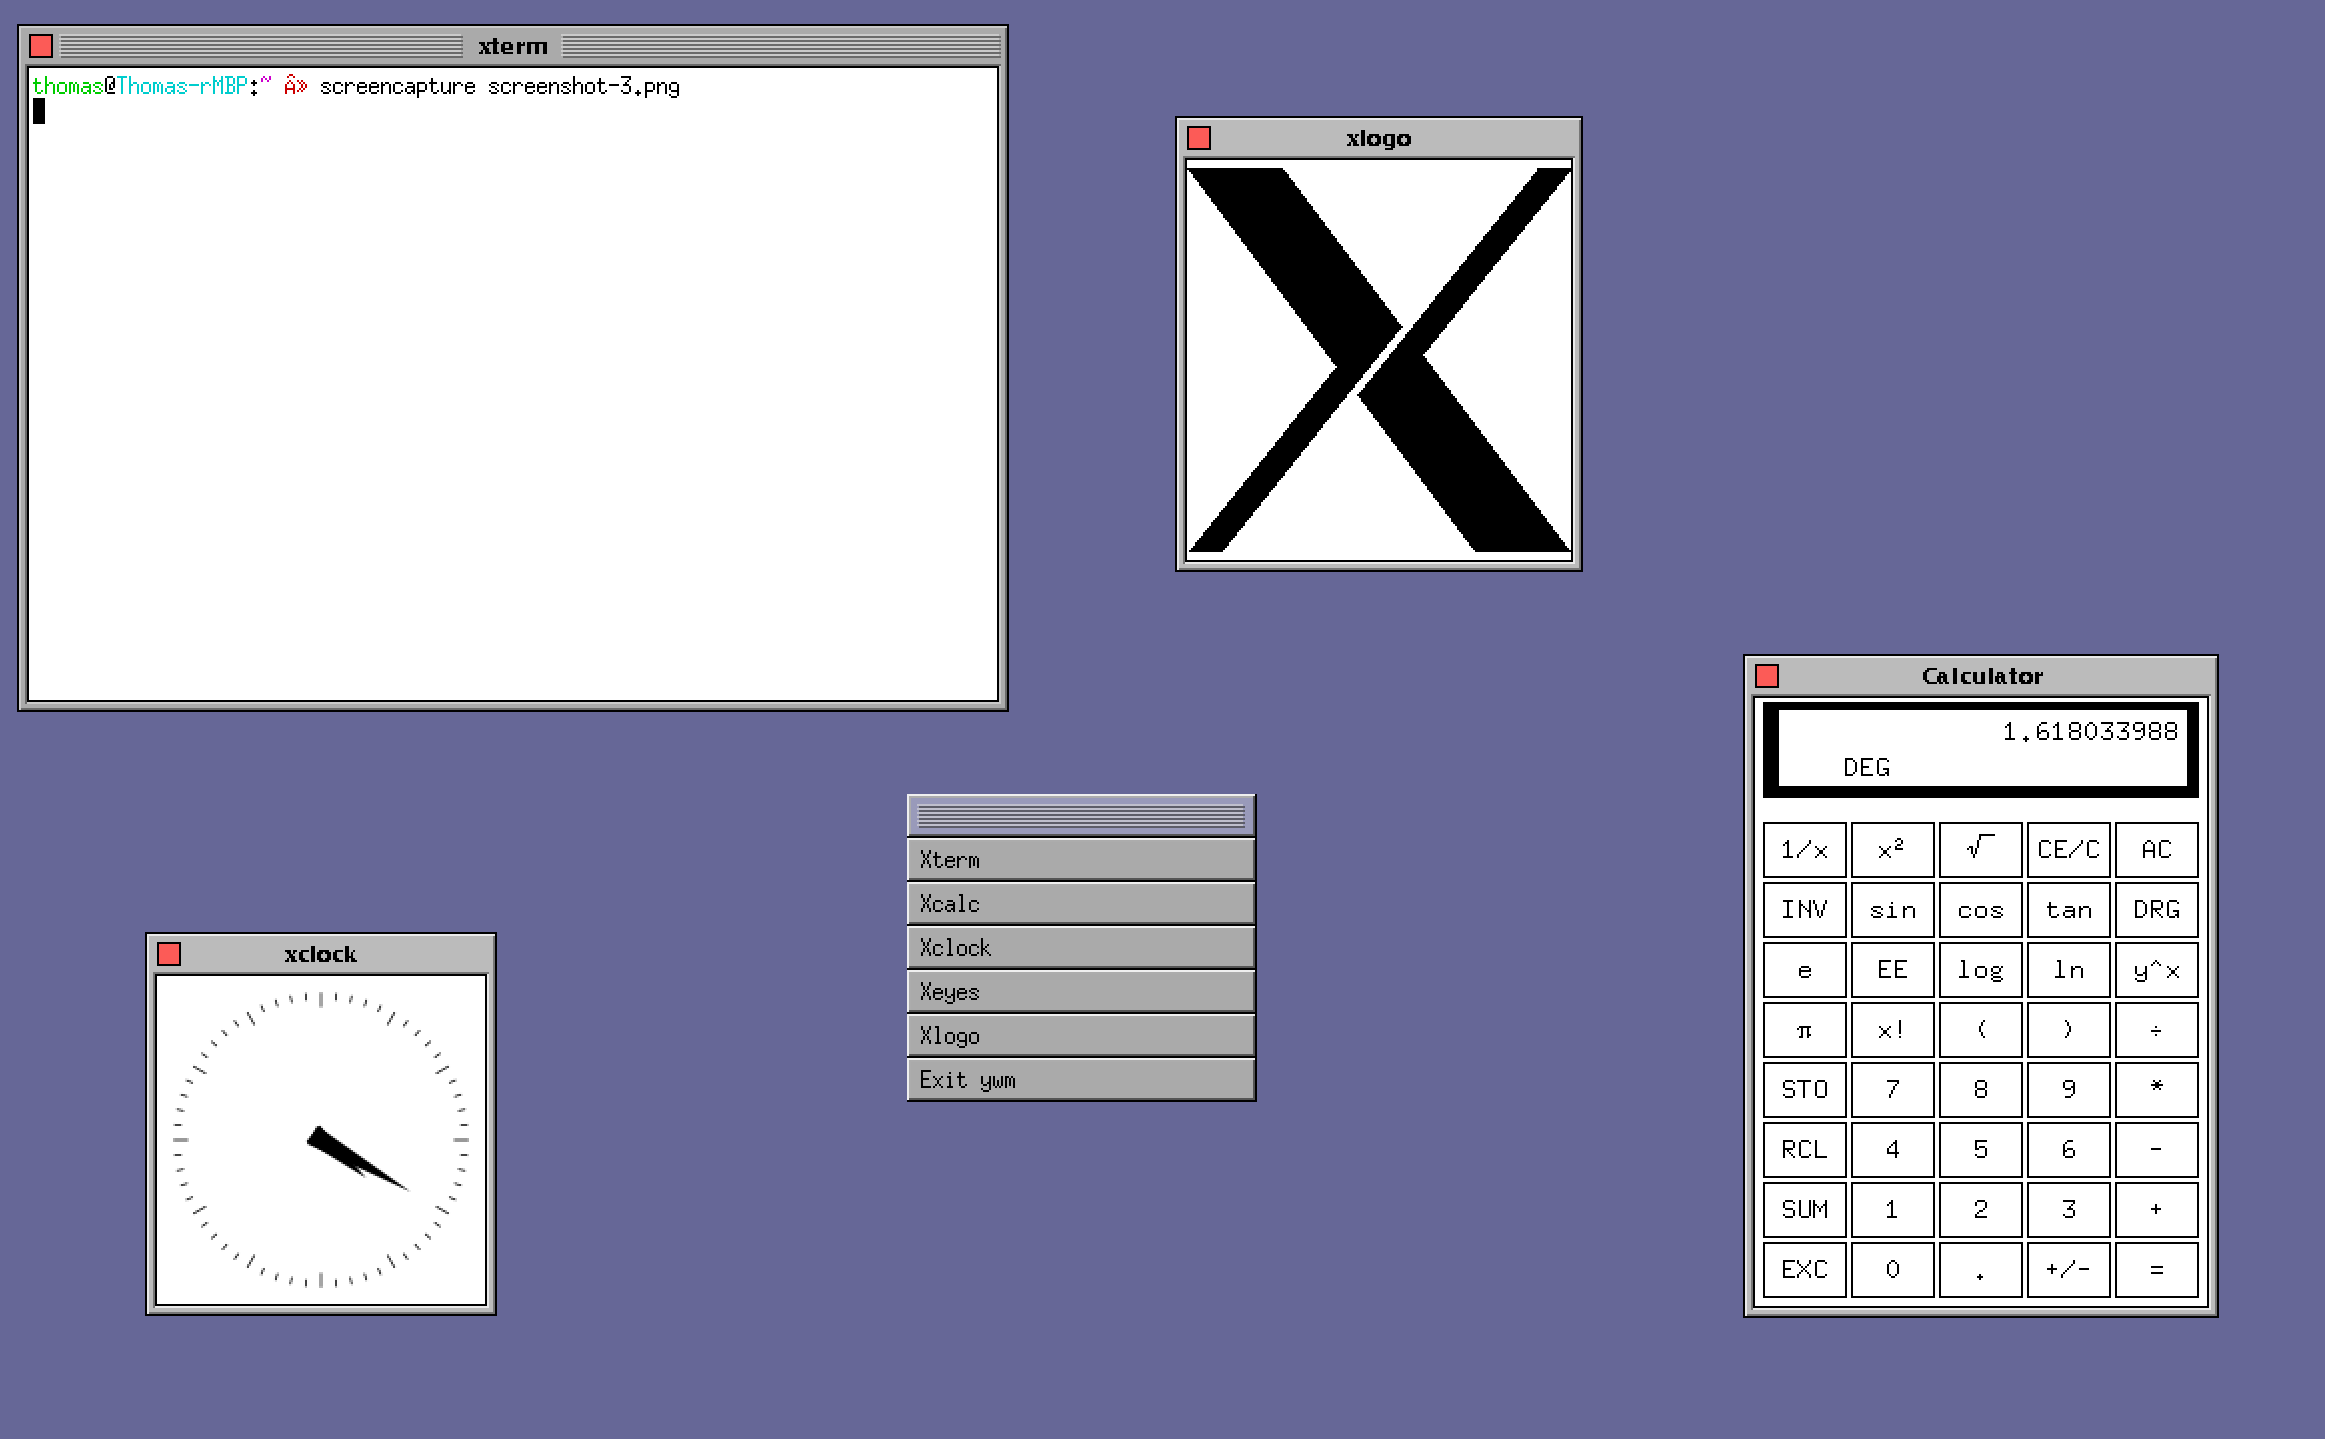 xterm
thomas@Thomas-rMBP:~ Â» screencapture screenshot-3.png
xlogo
Calculator
1.618033988
DEG
1/x x² √ CE/C AC
INV sin cos tan DRG
e EE log ln y^x
π x! ( ) ÷
STO 7 8 9 *
RCL 4 5 6 -
SUM 1 2 3 +
EXC 0 . +/- =
Xterm
Xcalc
Xclock
Xeyes
Xlogo
Exit ywm
xclock